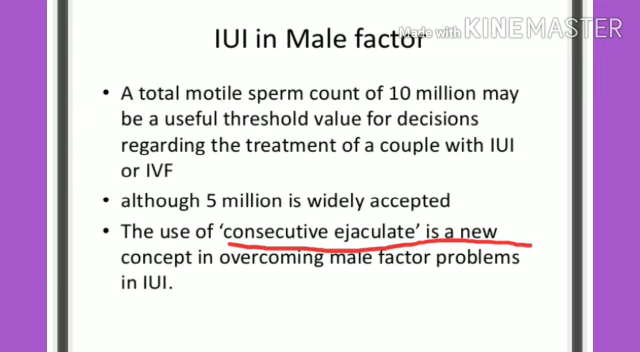 IUI in Male factor
Made with KINEMASTER
• A total motile sperm count of 10 million may
be a useful threshold value for decisions
regarding the treatment of a couple with IUI
or IVF
• although 5 million is widely accepted
• The use of ‘consecutive ejaculate’ is a new
concept in overcoming male factor problems
in IUI.